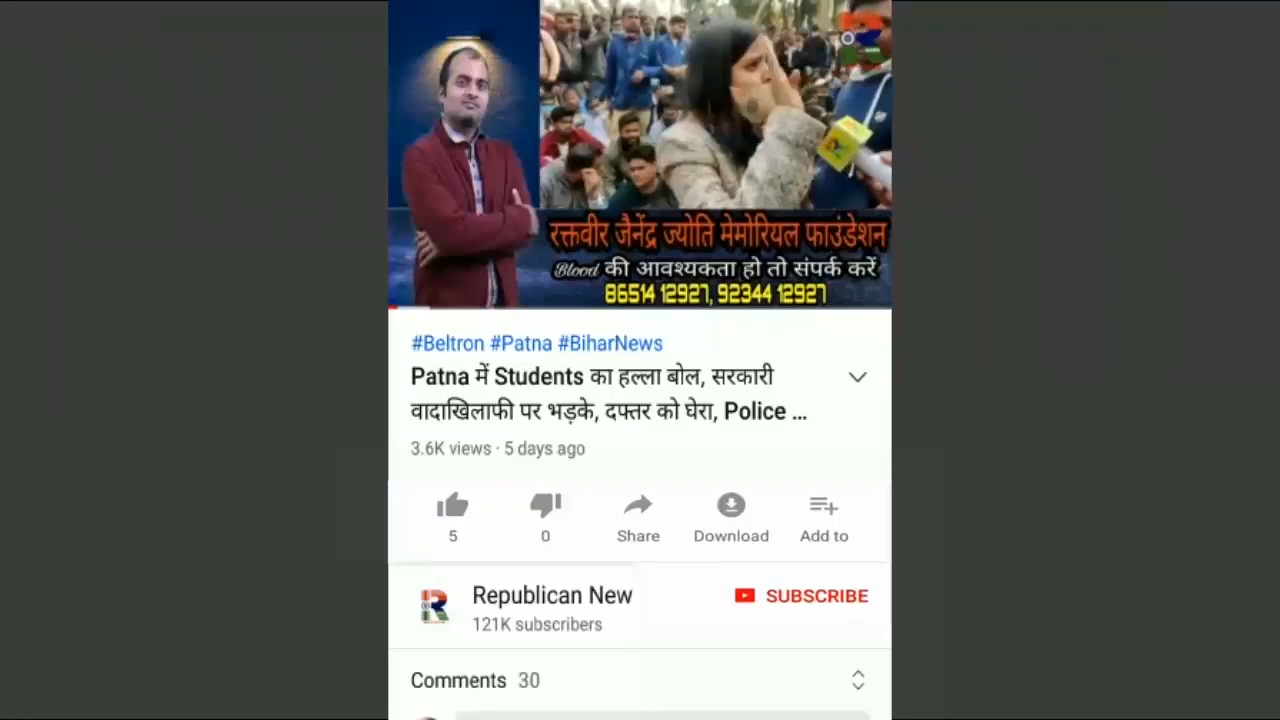 रक्तवीर जैनेंद्र ज्योति मेमोरियल फाउंडेशन
Blood की आवश्यकता हो तो संपर्क करें
86514 12927, 92344 12927
#Beltron #Patna #BiharNews
Patna में Students का हल्ला बोल, सरकारी
वादाखिलाफी पर भड़के, दफ्तर को घेरा, Police ...
3.6K views · 5 days ago
5 0 Share Download Add to
Republican New SUBSCRIBE
121K subscribers
Comments 30